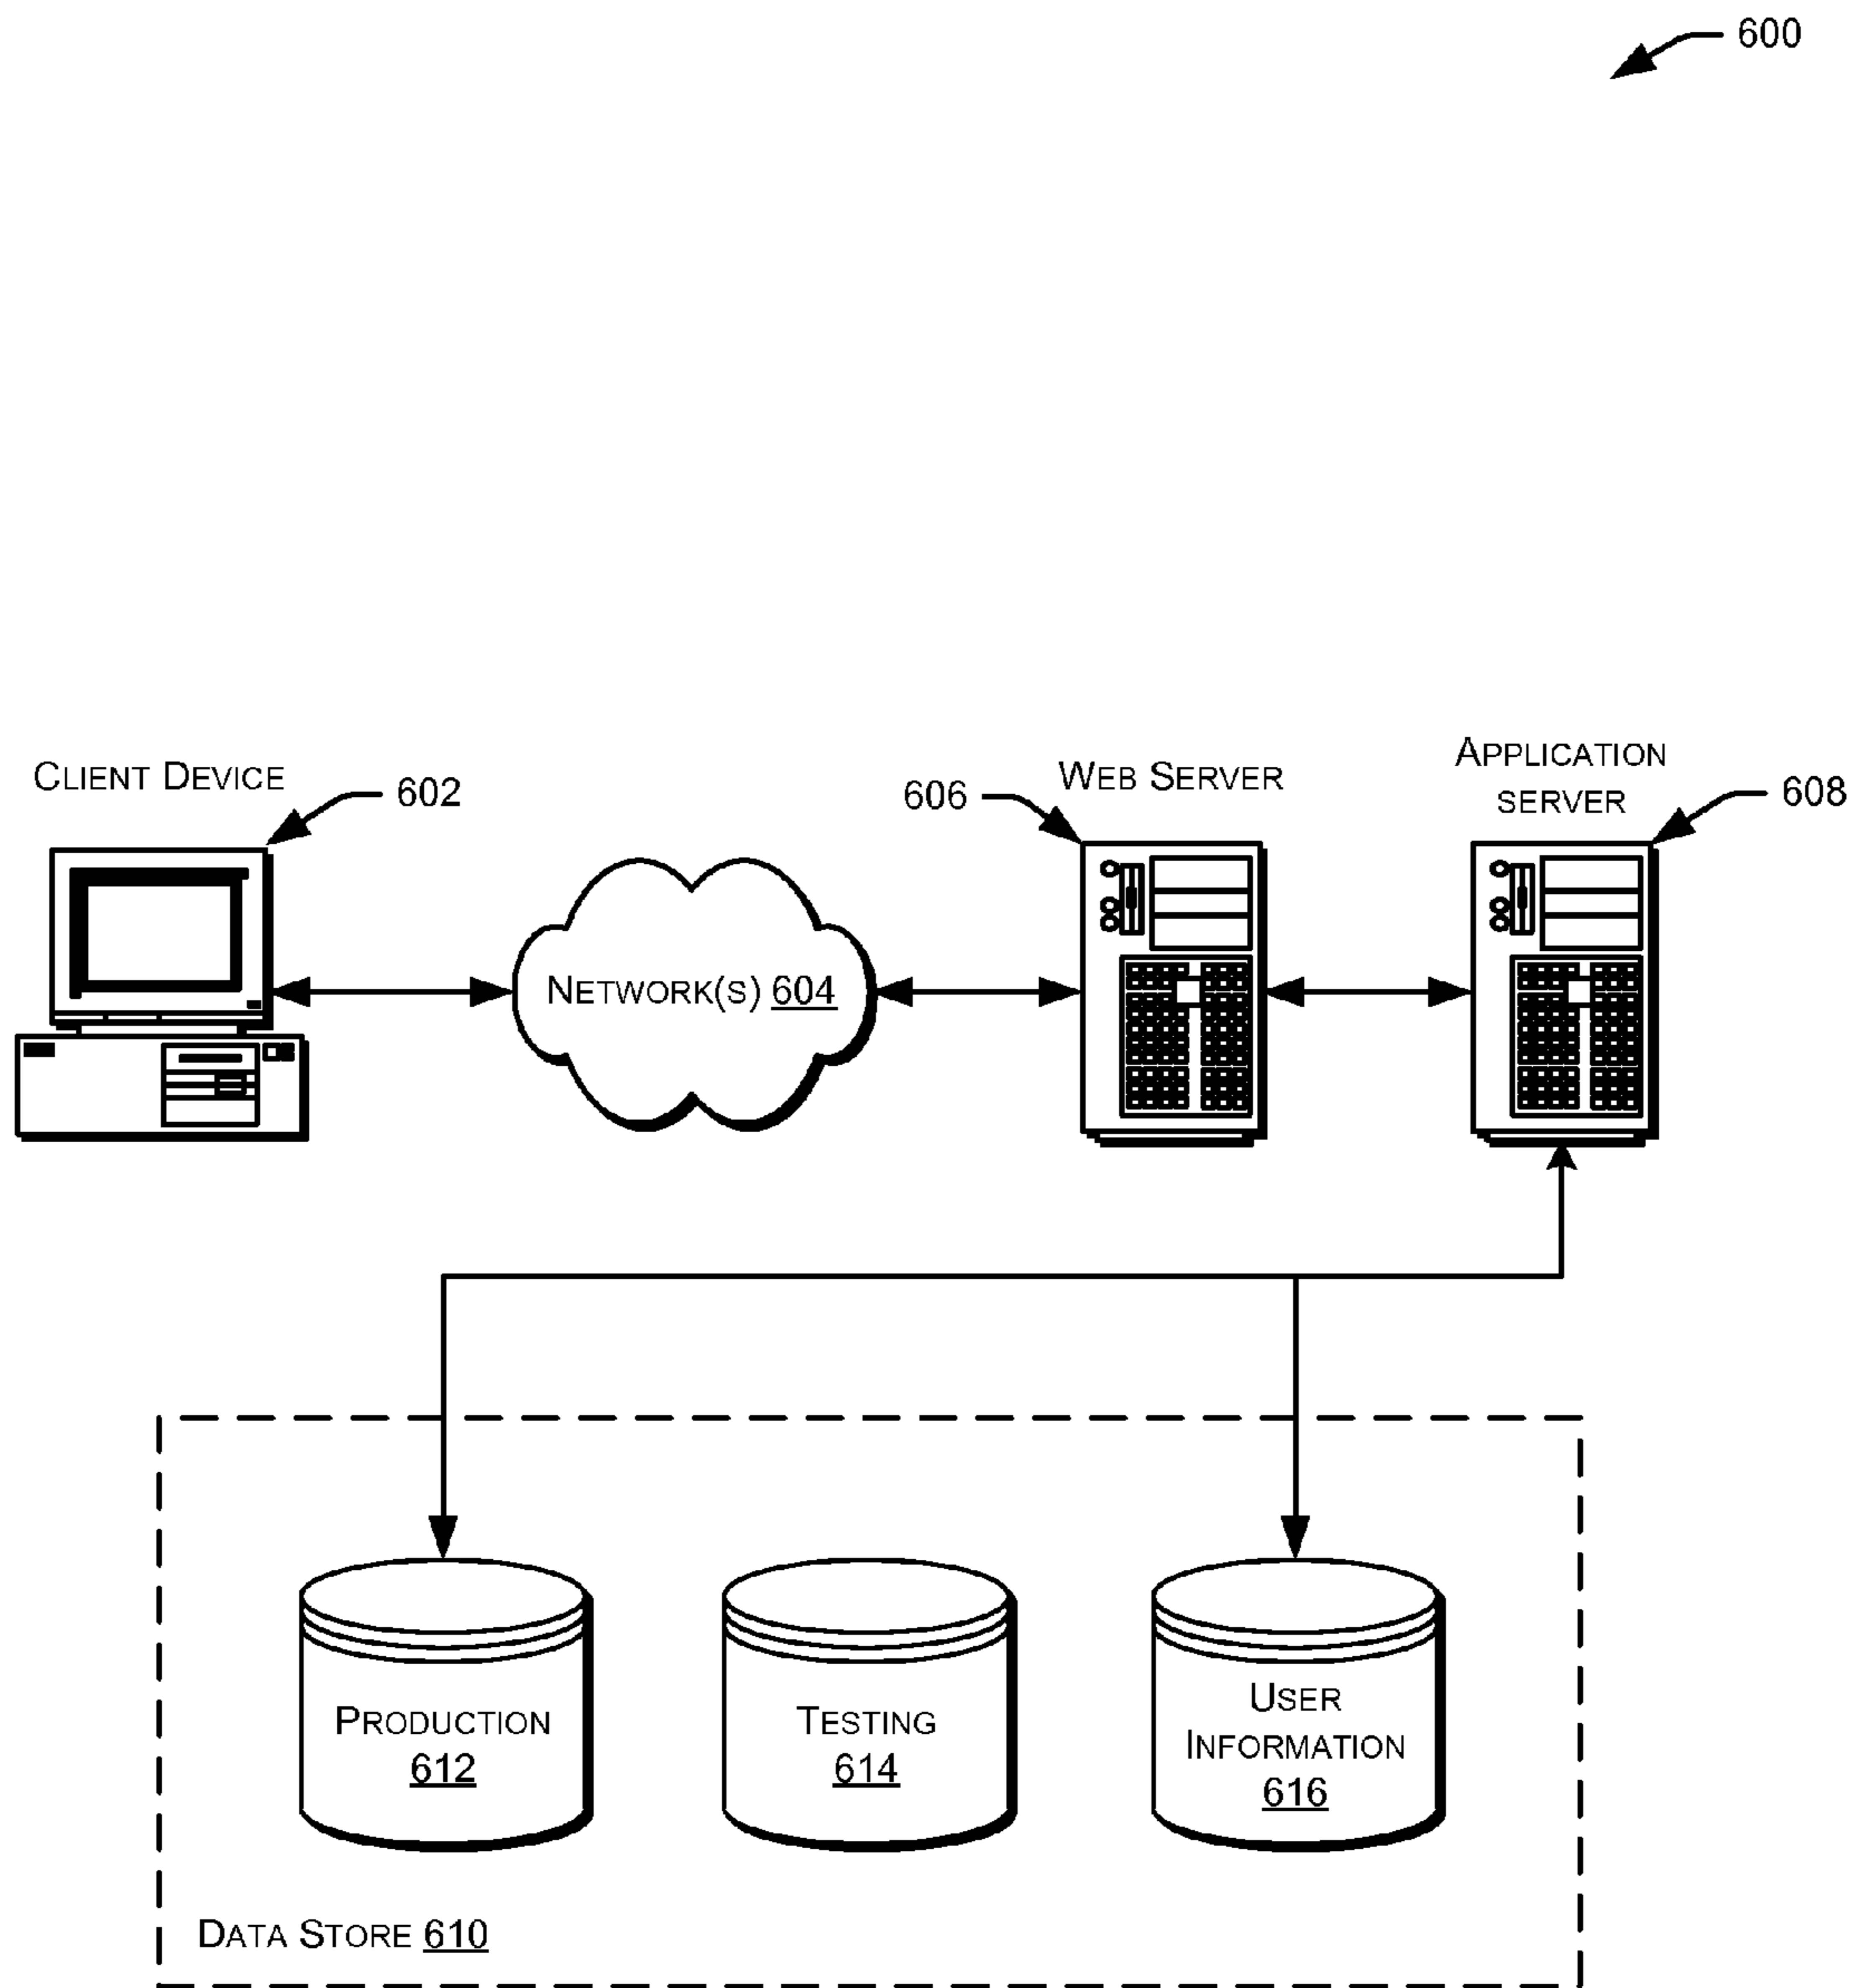 600
CLIENT DEVICE
602
606
WEB SERVER
APPLICATION
SERVER
608
NETWORK(S) 604
PRODUCTION
612
TESTING
614
USER
INFORMATION
616
DATA STORE 610